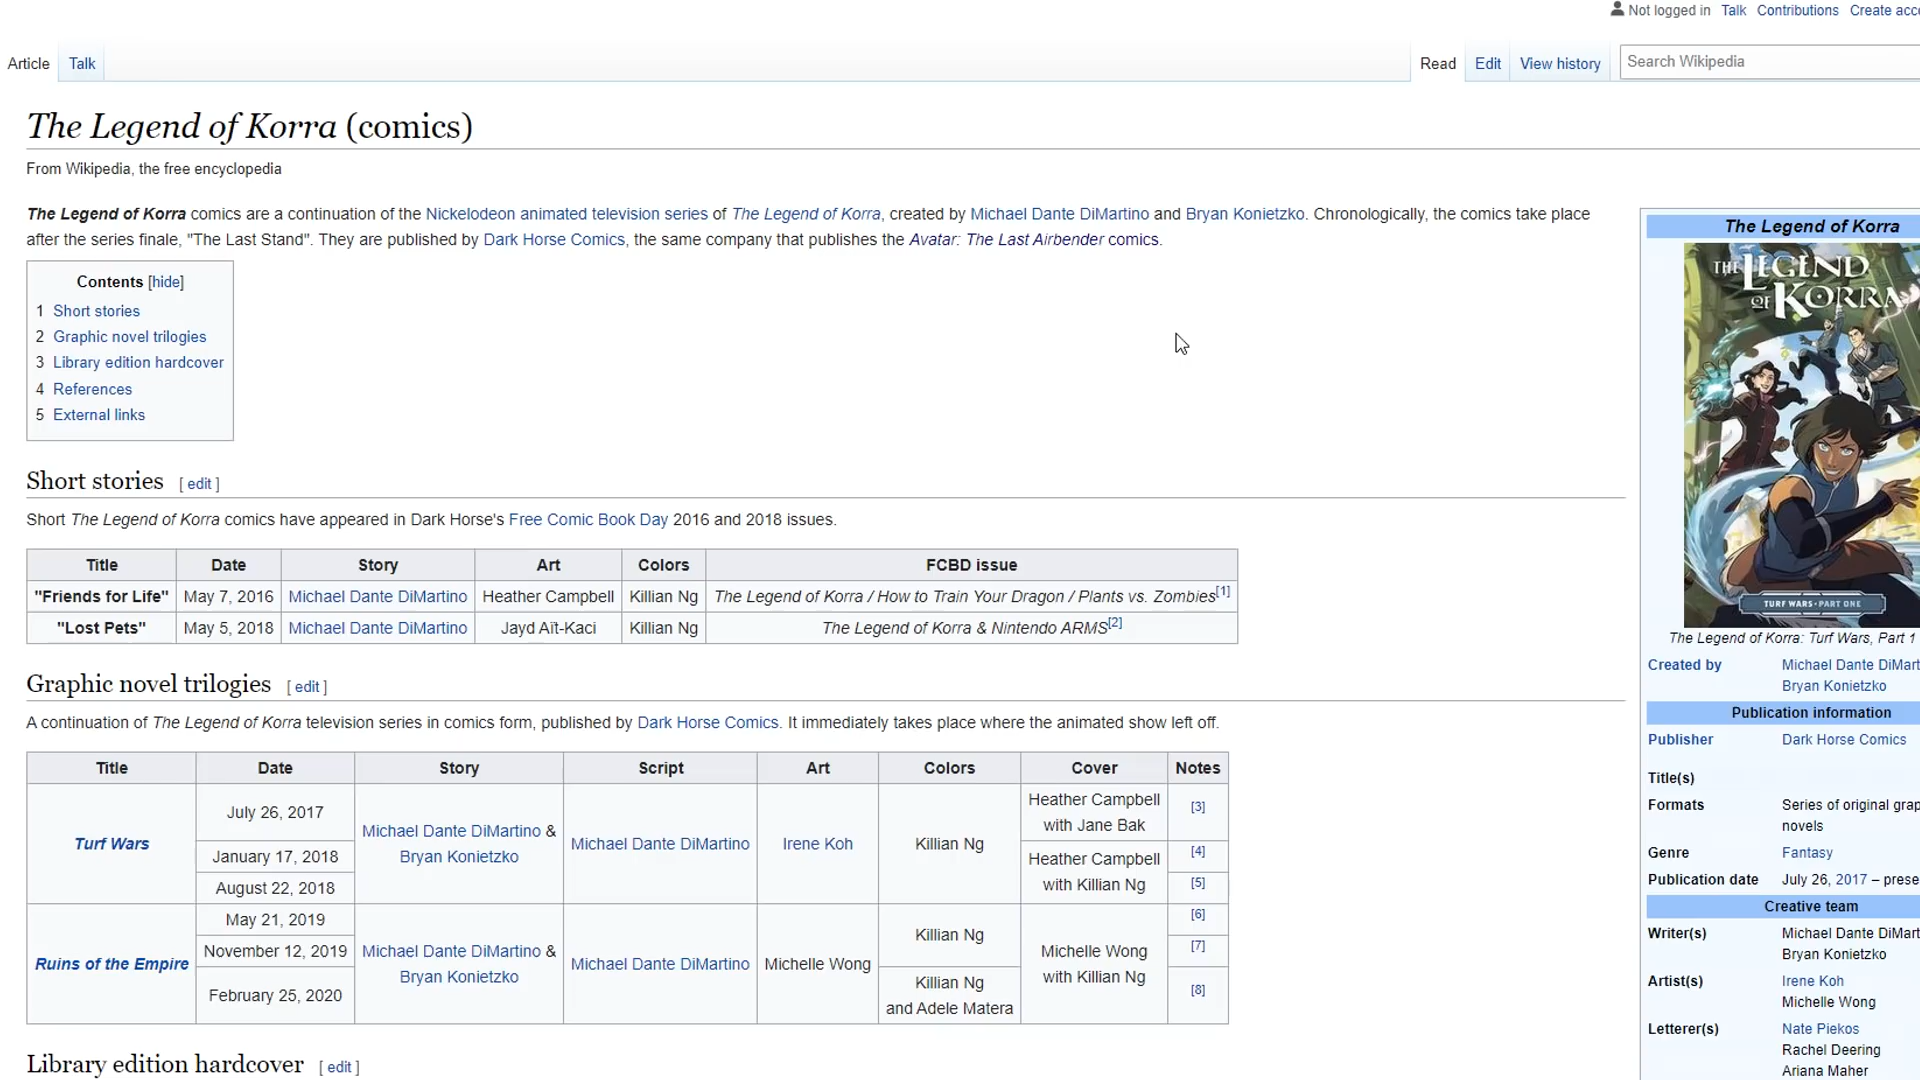 Not logged in Talk Contributions Create acc
Article Talk Read Edit View history Search Wikipedia
The Legend of Korra (comics)
From Wikipedia, the free encyclopedia
The Legend of Korra comics are a continuation of the Nickelodeon animated television series of The Legend of Korra, created by Michael Dante DiMartino and Bryan Konietzko. Chronologically, the comics take place
after the series finale, "The Last Stand". They are published by Dark Horse Comics, the same company that publishes the Avatar: The Last Airbender comics.
Contents [hide]
1 Short stories
2 Graphic novel trilogies
3 Library edition hardcover
4 References
5 External links
Short stories [ edit ]
Short The Legend of Korra comics have appeared in Dark Horse's Free Comic Book Day 2016 and 2018 issues.
Title Date Story Art Colors FCBD issue
"Friends for Life" May 7, 2016 Michael Dante DiMartino Heather Campbell Killian Ng The Legend of Korra / How to Train Your Dragon / Plants vs. Zombies[1]
"Lost Pets" May 5, 2018 Michael Dante DiMartino Jayd Aït-Kaci Killian Ng The Legend of Korra & Nintendo ARMS[2]
Graphic novel trilogies [ edit ]
A continuation of The Legend of Korra television series in comics form, published by Dark Horse Comics. It immediately takes place where the animated show left off.
Title Date Story Script Art Colors Cover Notes
Turf Wars
July 26, 2017
January 17, 2018
August 22, 2018
Michael Dante DiMartino &
Bryan Konietzko
Michael Dante DiMartino
Irene Koh
Killian Ng
Heather Campbell
with Jane Bak
Heather Campbell
with Killian Ng
[3]
[4]
[5]
Ruins of the Empire
May 21, 2019
November 12, 2019
February 25, 2020
Michael Dante DiMartino &
Bryan Konietzko
Michael Dante DiMartino
Michelle Wong
Killian Ng
Killian Ng
and Adele Matera
Michelle Wong
with Killian Ng
[6]
[7]
[8]
Library edition hardcover [ edit ]
The Legend of Korra
THE LEGEND
OF KORRA
TURF WARS • PART ONE
The Legend of Korra: Turf Wars, Part 1
Created by Michael Dante DiMart
Bryan Konietzko
Publication information
Publisher Dark Horse Comics
Title(s)
Formats Series of original grap
novels
Genre Fantasy
Publication date July 26, 2017 – prese
Creative team
Writer(s) Michael Dante DiMart
Bryan Konietzko
Artist(s) Irene Koh
Michelle Wong
Letterer(s) Nate Piekos
Rachel Deering
Ariana Maher